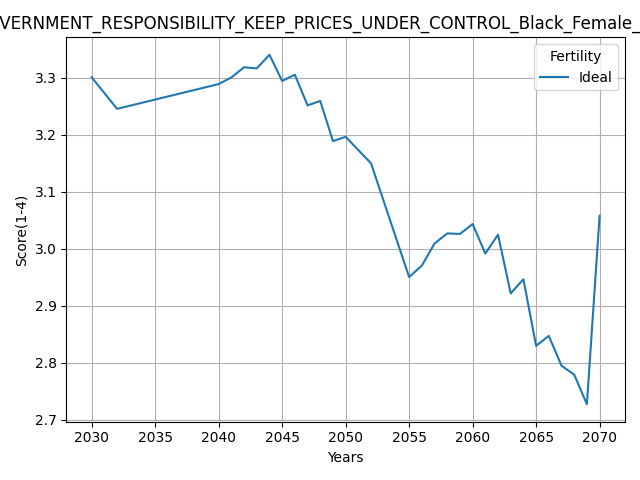 VERNMENT_RESPONSIBILITY_KEEP_PRICES_UNDER_CONTROL_Black_Female_
Fertility
Ideal
Score(1-4)
3.3
3.2
3.1
3.0
2.9
2.8
2.7
2030 2035 2040 2045 2050 2055 2060 2065 2070
Years